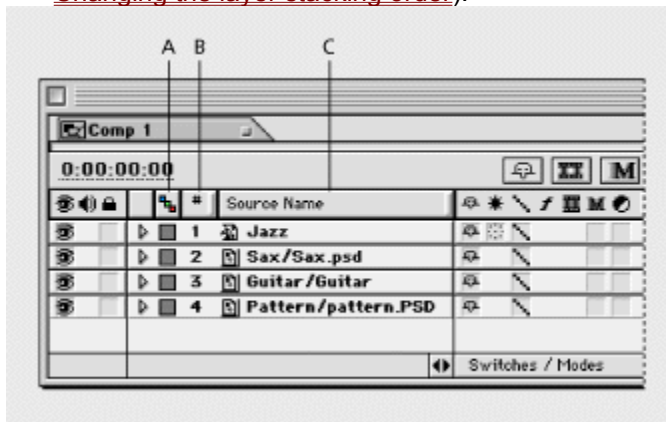 Changing the layer stacking order).
A B C
Comp 1
0:00:00:00 M
# Source Name f M
1 Jazz
2 Sax/Sax.psd
3 Guitar/Guitar
4 Pattern/pattern.PSD
Switches / Modes